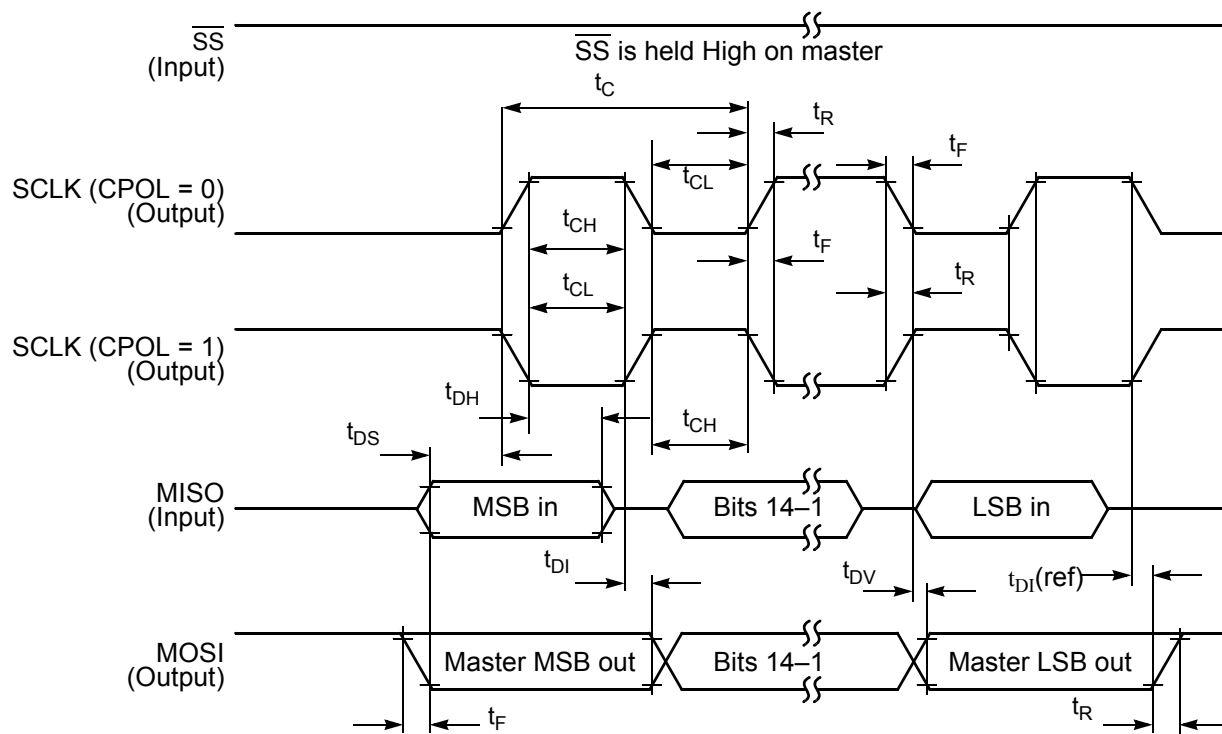 SS
(Input)
SS is held High on master
tC
tR
tF
SCLK (CPOL = 0)
(Output)
tCL
tCH
tF
tCL
tR
SCLK (CPOL = 1)
(Output)
tDH
tCH
tDS
MISO
(Input)
MSB in
Bits 14–1
LSB in
tDI
tDV
tDI(ref)
MOSI
(Output)
Master MSB out
Bits 14–1
Master LSB out
tF
tR